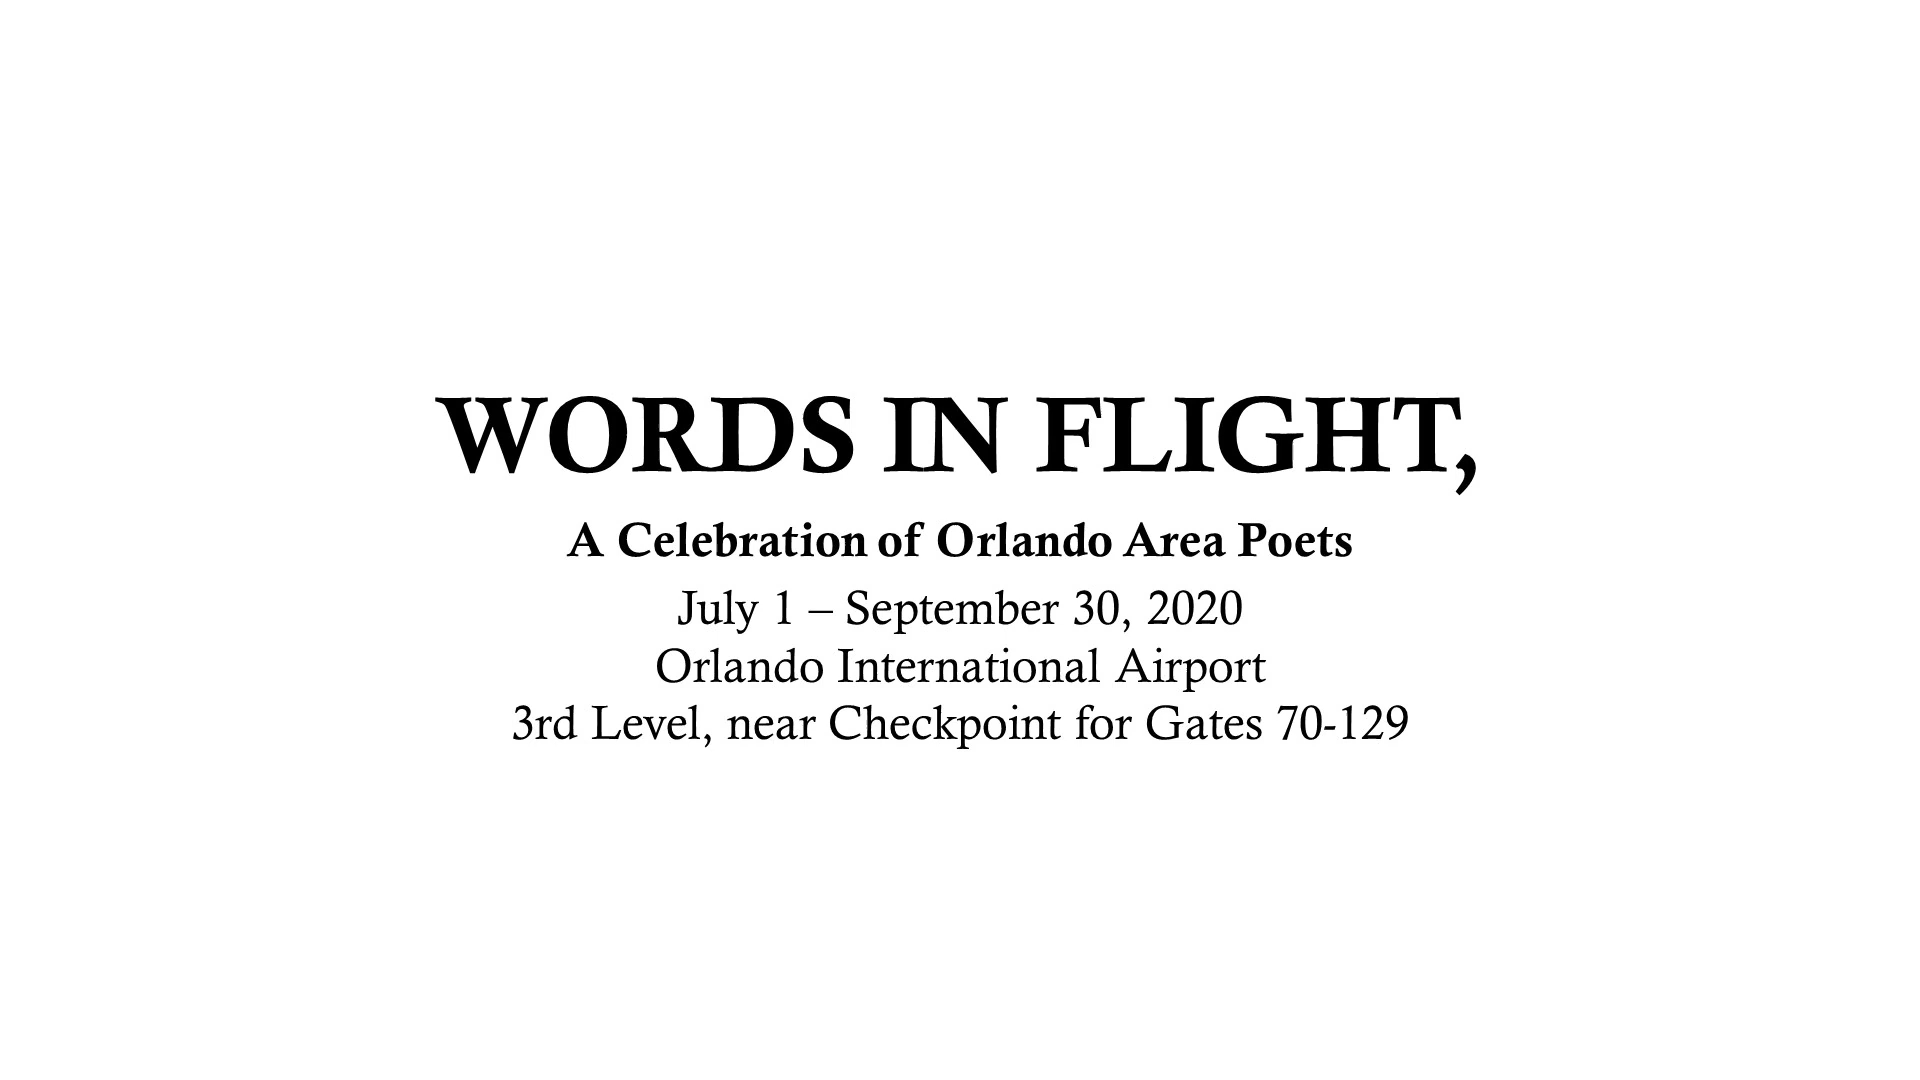 WORDS IN FLIGHT,
A Celebration of Orlando Area Poets
July 1 – September 30, 2020
Orlando International Airport
3rd Level, near Checkpoint for Gates 70-129